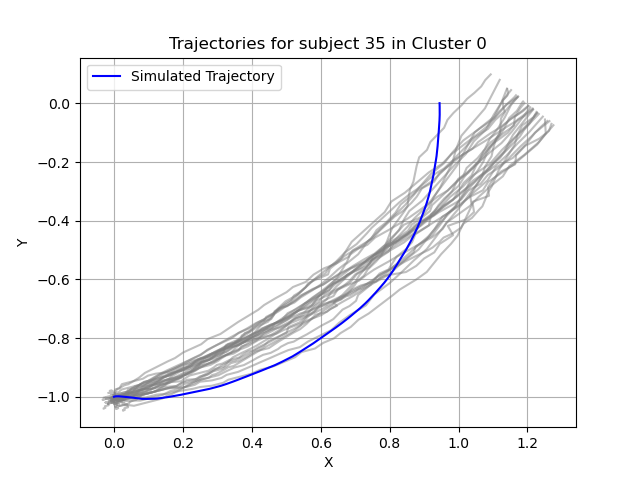 Trajectories for subject 35 in Cluster 0
Simulated Trajectory
0.0
−0.2
−0.4
−0.6
−0.8
−1.0
Y
0.0 0.2 0.4 0.6 0.8 1.0 1.2
X